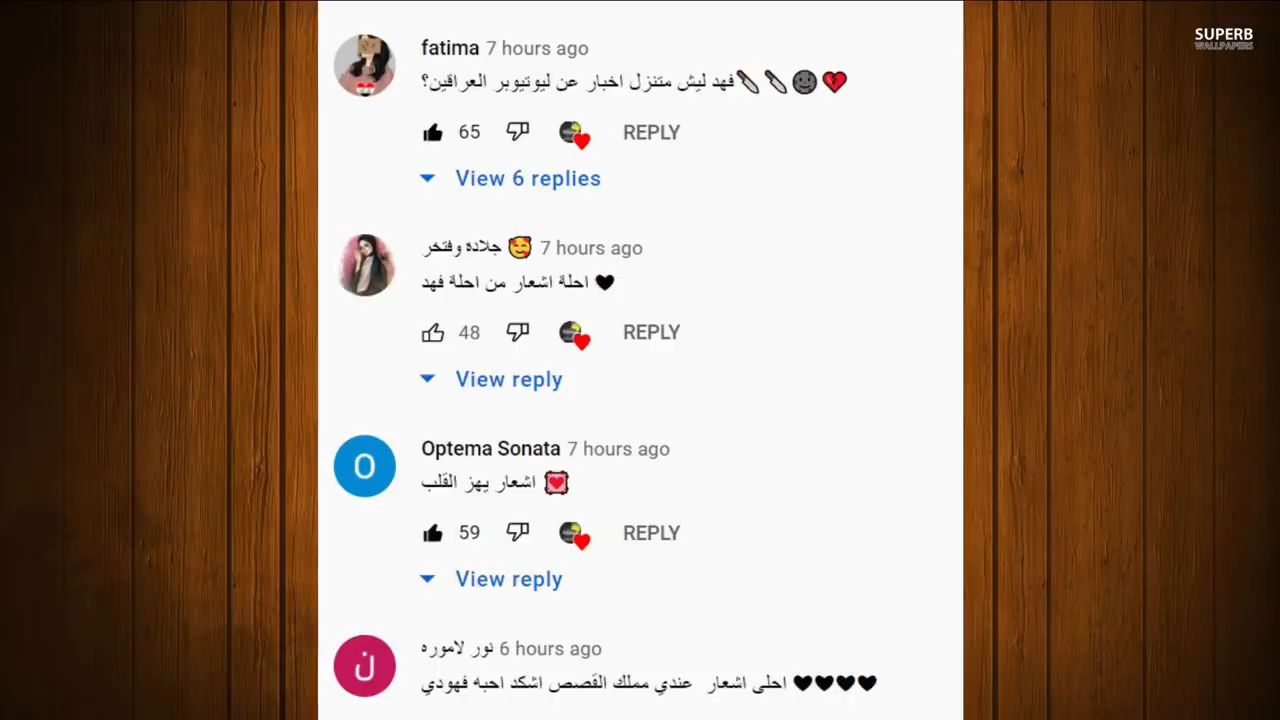 SUPERB
WALLPAPERS
fatima 7 hours ago
فهد ليش متنزل اخبار عن ليوتيوبر العراقين؟🔪🔪🌚💔
65 REPLY
View 6 replies
جلاده وفتخر 🥰 7 hours ago
احلة اشعار من احلة فهد 🖤
48 REPLY
View reply
O
Optema Sonata 7 hours ago
اشعار يهز القلب 💟
59 REPLY
View reply
ن
نور لاموره 6 hours ago
احلى اشعار عندي مملك القصص اشكد احبه فهودي 🖤🖤🖤🖤